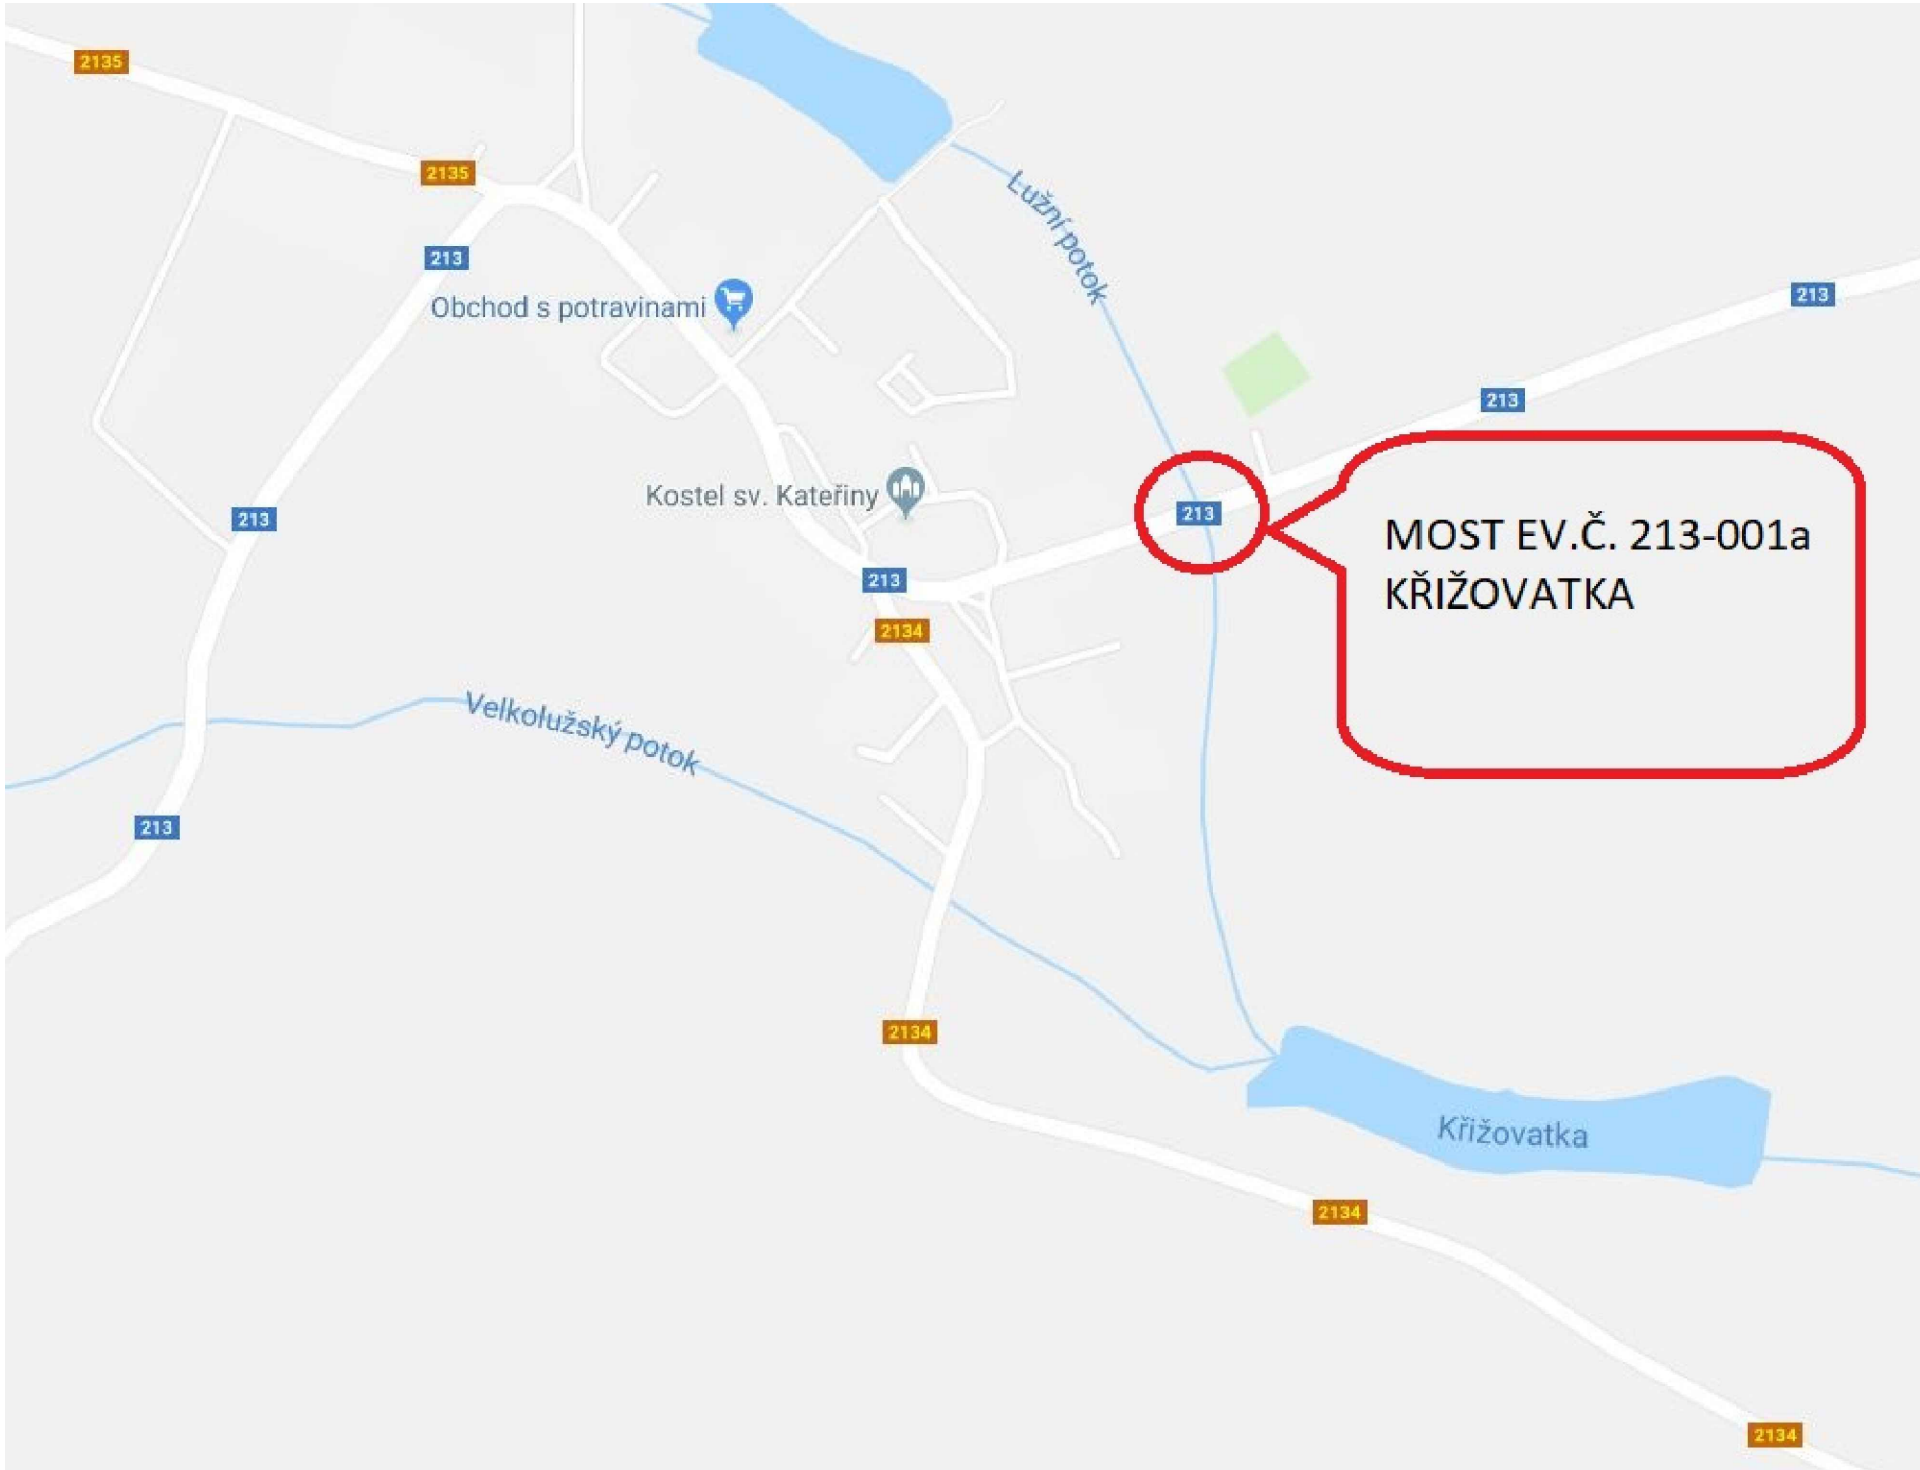 2135
2135
Lužní potok
213
213
Obchod s potravinami
213
Kostel sv. Kateřiny
213
213
MOST EV.Č. 213-001a
KŘIŽOVATKA
213
2134
Velkolužský potok
213
2134
Křižovatka
2134
2134